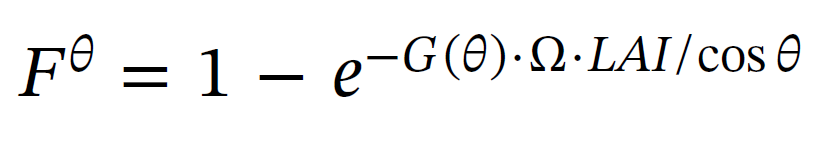 F^θ = 1 − e^{−G(θ)·Ω·LAI/cos θ}